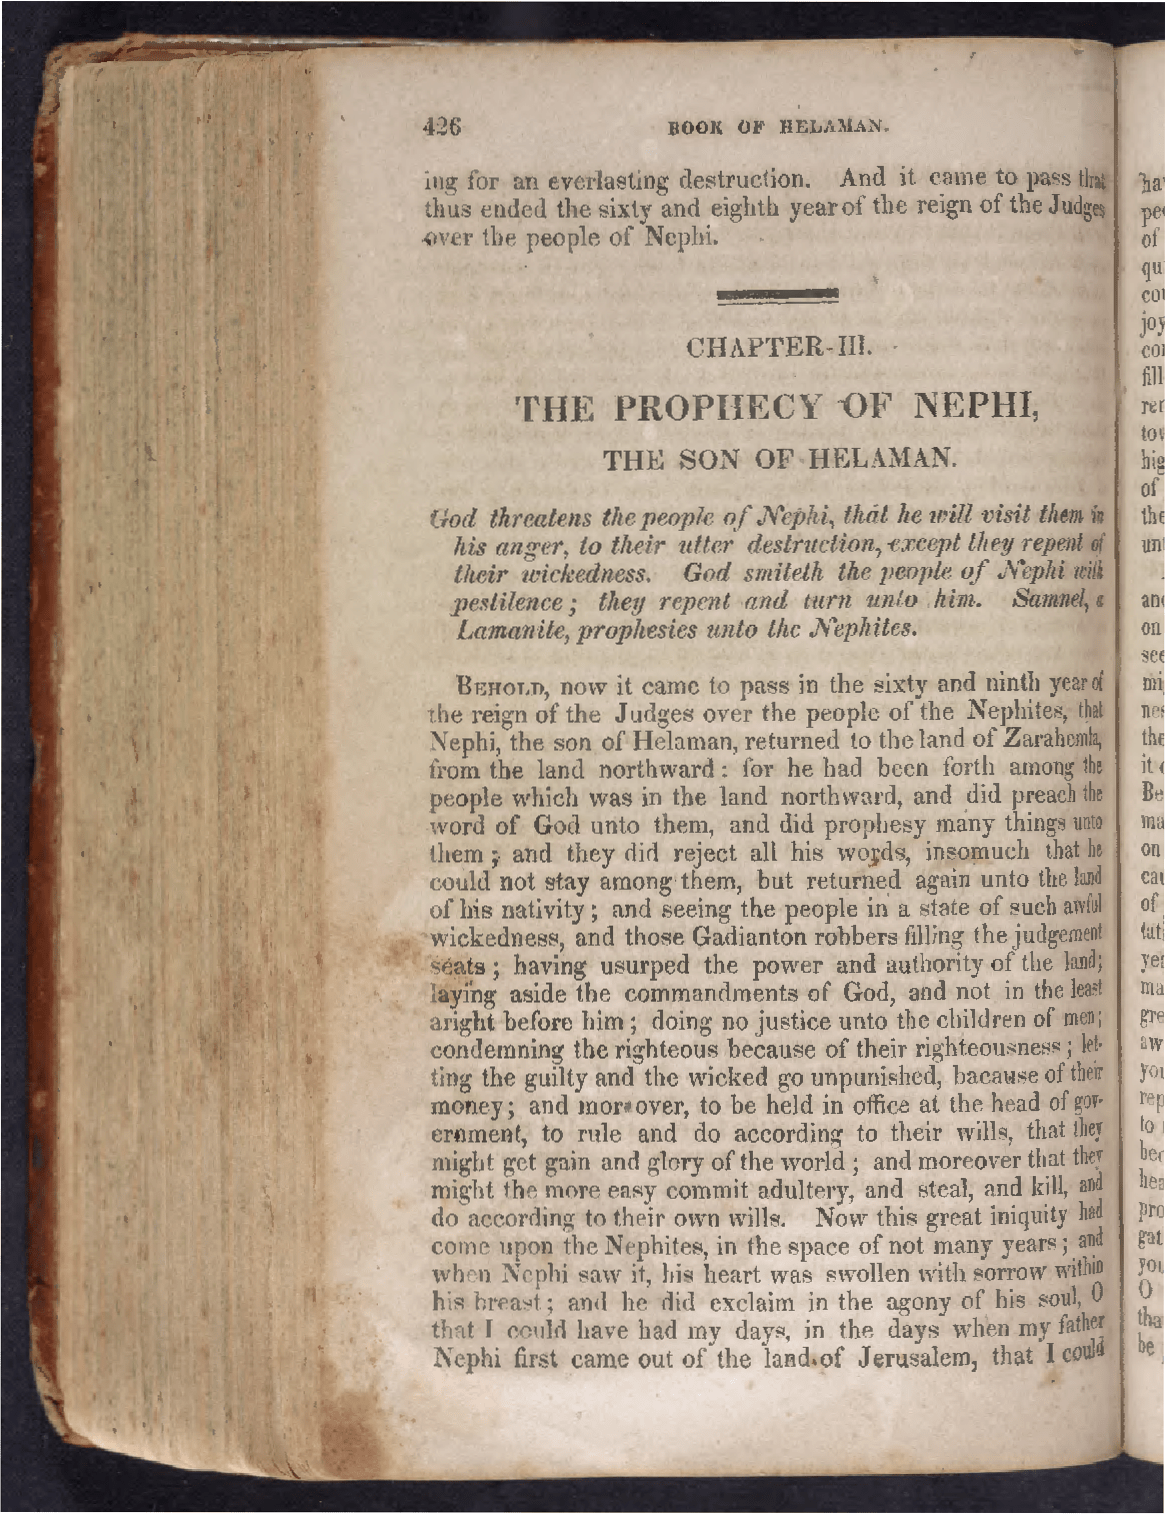 426 BOOK OF HELAMAN.
ing for an everlasting destruction. And it came to pass that
thus ended the sixty and eighth year of the reign of the Judges
over the people of Nephi.
CHAPTER III.
THE PROPHECY OF NEPHI,
THE SON OF HELAMAN.
God threatens the people of Nephi, that he will visit them in
his anger, to their utter destruction, except they repent of
their wickedness. God smiteth the people of Nephi with
pestilence; they repent and turn unto him. Samnel, a
Lamanite, prophesies unto the Nephites.
BEHOLD, now it came to pass in the sixty and ninth year of
the reign of the Judges over the people of the Nephites, that
Nephi, the son of Helaman, returned to the land of Zarahemla,
from the land northward: for he had been forth among the
people which was in the land northward, and did preach the
word of God unto them, and did prophesy many things unto
them; and they did reject all his words, insomuch that he
could not stay among them, but returned again unto the land
of his nativity; and seeing the people in a state of such awful
wickedness, and those Gadianton robbers filling the judgement
seats; having usurped the power and authority of the land;
laying aside the commandments of God, and not in the least
aright before him; doing no justice unto the children of men;
condemning the righteous because of their righteousness; let-
ting the guilty and the wicked go unpunished, bacause of their
money; and moreover, to be held in office at the head of gov-
ernment, to rule and do according to their wills, that they
might get gain and glory of the world; and moreover that they
might the more easy commit adultery, and steal, and kill, and
do according to their own wills. Now this great iniquity had
come upon the Nephites, in the space of not many years; and
when Nephi saw it, his heart was swollen with sorrow within
his breast; and he did exclaim in the agony of his soul, O
that I could have had my days, in the days when my father
Nephi first came out of the land of Jerusalem, that I could